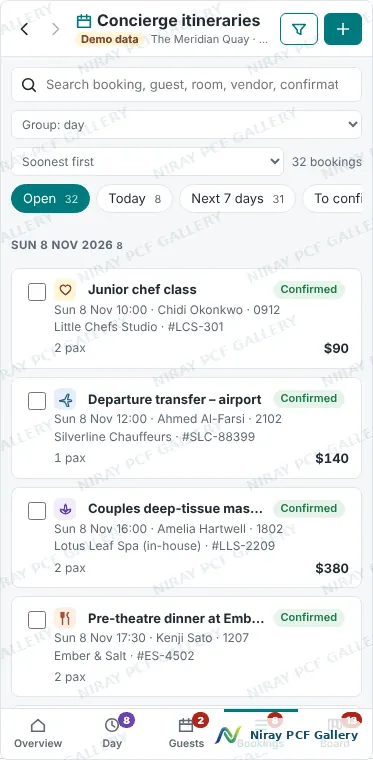 Concierge itineraries
Demo data The Meridian Quay · ...
Search booking, guest, room, vendor, confirmat
Group: day
Soonest first
32 bookings
Open 32
Today 8
Next 7 days 31
To confi
SUN 8 NOV 2026 8
Junior chef class
Confirmed
Sun 8 Nov 10:00 · Chidi Okonkwo · 0912
Little Chefs Studio · #LCS-301
2 pax
$90
Departure transfer – airport
Confirmed
Sun 8 Nov 12:00 · Ahmed Al-Farsi · 2102
Silverline Chauffeurs · #SLC-88399
1 pax
$140
Couples deep-tissue mas...
Confirmed
Sun 8 Nov 16:00 · Amelia Hartwell · 1802
Lotus Leaf Spa (in-house) · #LLS-2209
2 pax
$380
Pre-theatre dinner at Emb...
Confirmed
Sun 8 Nov 17:30 · Kenji Sato · 1207
Ember & Salt · #ES-4502
2 pax
Overview
Day 8
Guests 2
Bookings
Board
Niray PCF Gallery
NIRAY PCF GALLERY